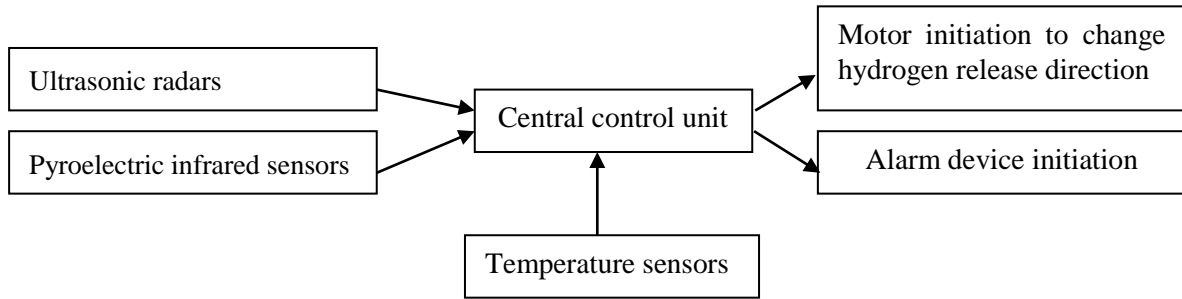 Ultrasonic radars
Pyroelectric infrared sensors
Central control unit
Temperature sensors
Motor initiation to change
hydrogen release direction
Alarm device initiation